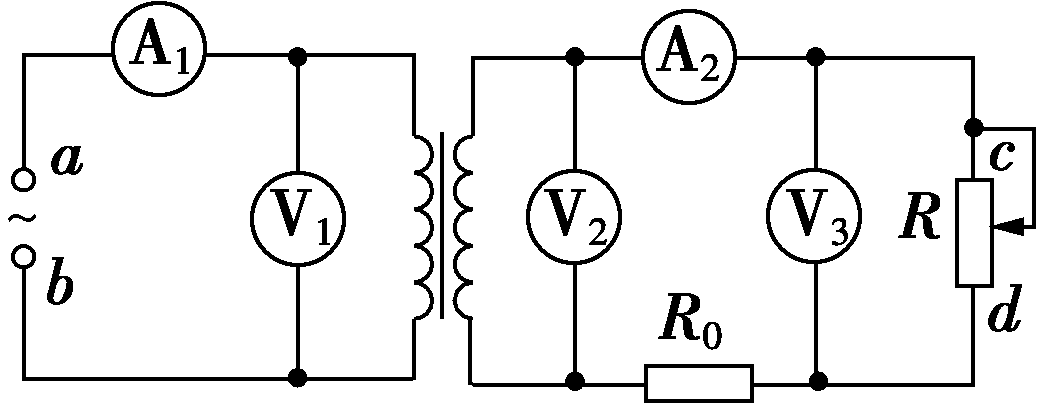 A₁ A₂
a c
~ V₁ V₂ V₃ R
b d
R₀